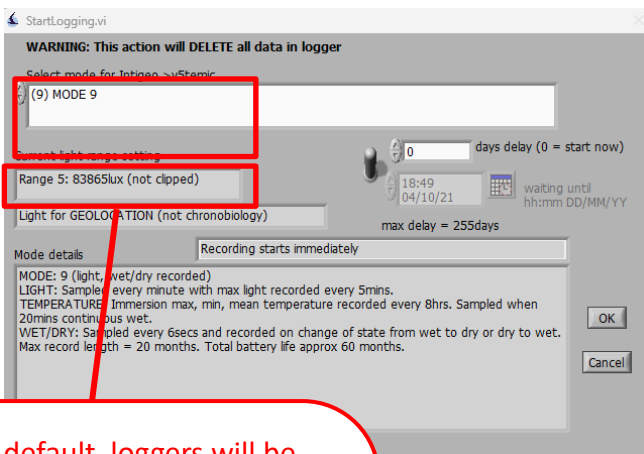 StartLogging.vi
WARNING: This action will DELETE all data in logger
Select mode for Intigeo >v5temic
(9) MODE 9
Current light range setting
Range 5: 83865lux (not clipped)
Light for GEOLOCATION (not chronobiology)
0 days delay (0 = start now)
18:49
04/10/21
waiting until
hh:mm DD/MM/YY
max delay = 255days
Mode details
Recording starts immediately
MODE: 9 (light, wet/dry recorded)
LIGHT: Sampled every minute with max light recorded every 5mins.
TEMPERATURE: Immersion max, min, mean temperature recorded every 8hrs. Sampled when
20mins continuous wet.
WET/DRY: Sampled every 6secs and recorded on change of state from wet to dry or dry to wet.
Max record length = 20 months. Total battery life approx 60 months.
OK
Cancel
default, loggers will be